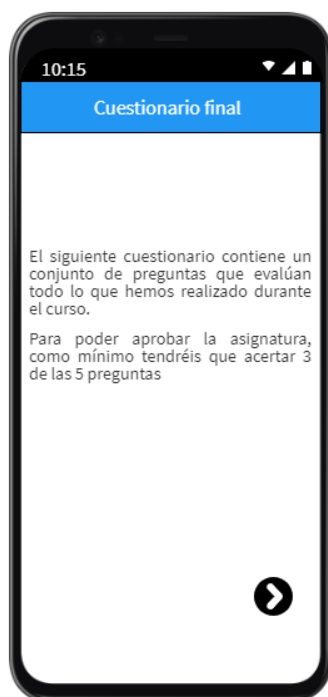 10:15
Cuestionario final
El siguiente cuestionario contiene un
conjunto de preguntas que evalúan
todo lo que hemos realizado durante
el curso.
Para poder aprobar la asignatura,
como mínimo tendréis que acertar 3
de las 5 preguntas